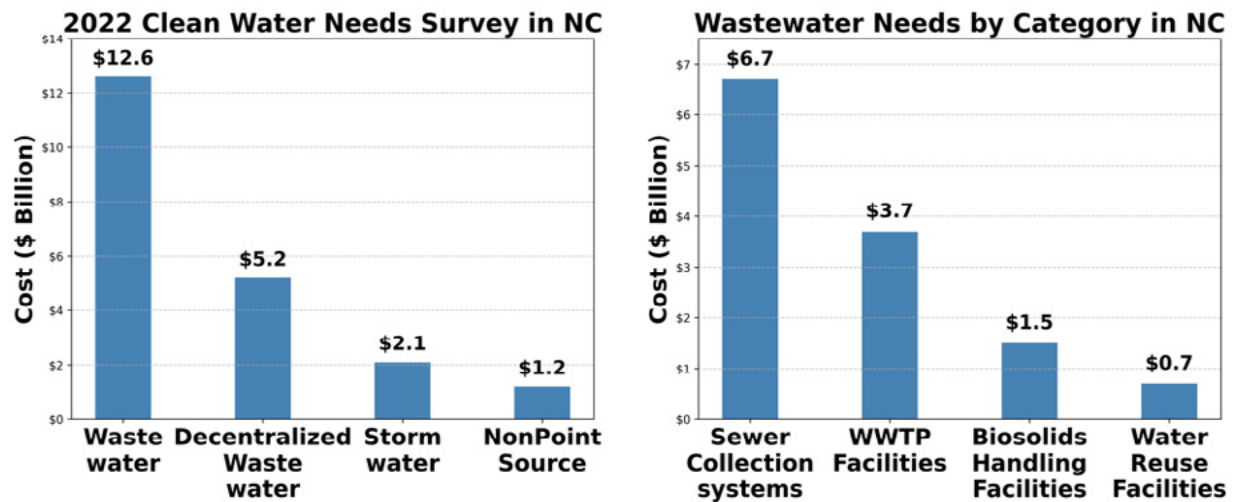 2022 Clean Water Needs Survey in NC
Cost ($ Billion)
$14
$12
$10
$8
$6
$4
$2
$0
$12.6
$5.2
$2.1
$1.2
Waste
water
Decentralized
Waste
water
Storm
water
NonPoint
Source
Wastewater Needs by Category in NC
Cost ($ Billion)
$7
$6
$5
$4
$3
$2
$1
$0
$6.7
$3.7
$1.5
$0.7
Sewer
Collection
systems
WWTP
Facilities
Biosolids
Handling
Facilities
Water
Reuse
Facilities